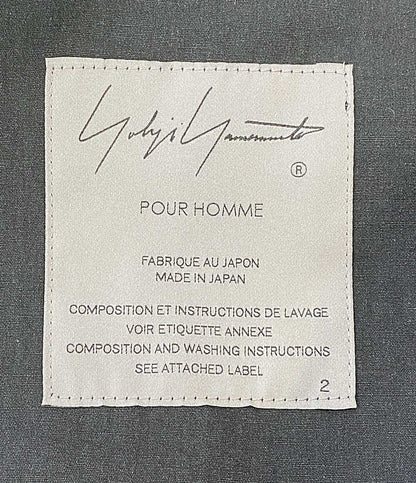 Yohji Yamamoto
®
POUR HOMME
FABRIQUE AU JAPON
MADE IN JAPAN
COMPOSITION ET INSTRUCTIONS DE LAVAGE
VOIR ETIQUETTE ANNEXE
COMPOSITION AND WASHING INSTRUCTIONS
SEE ATTACHED LABEL
2